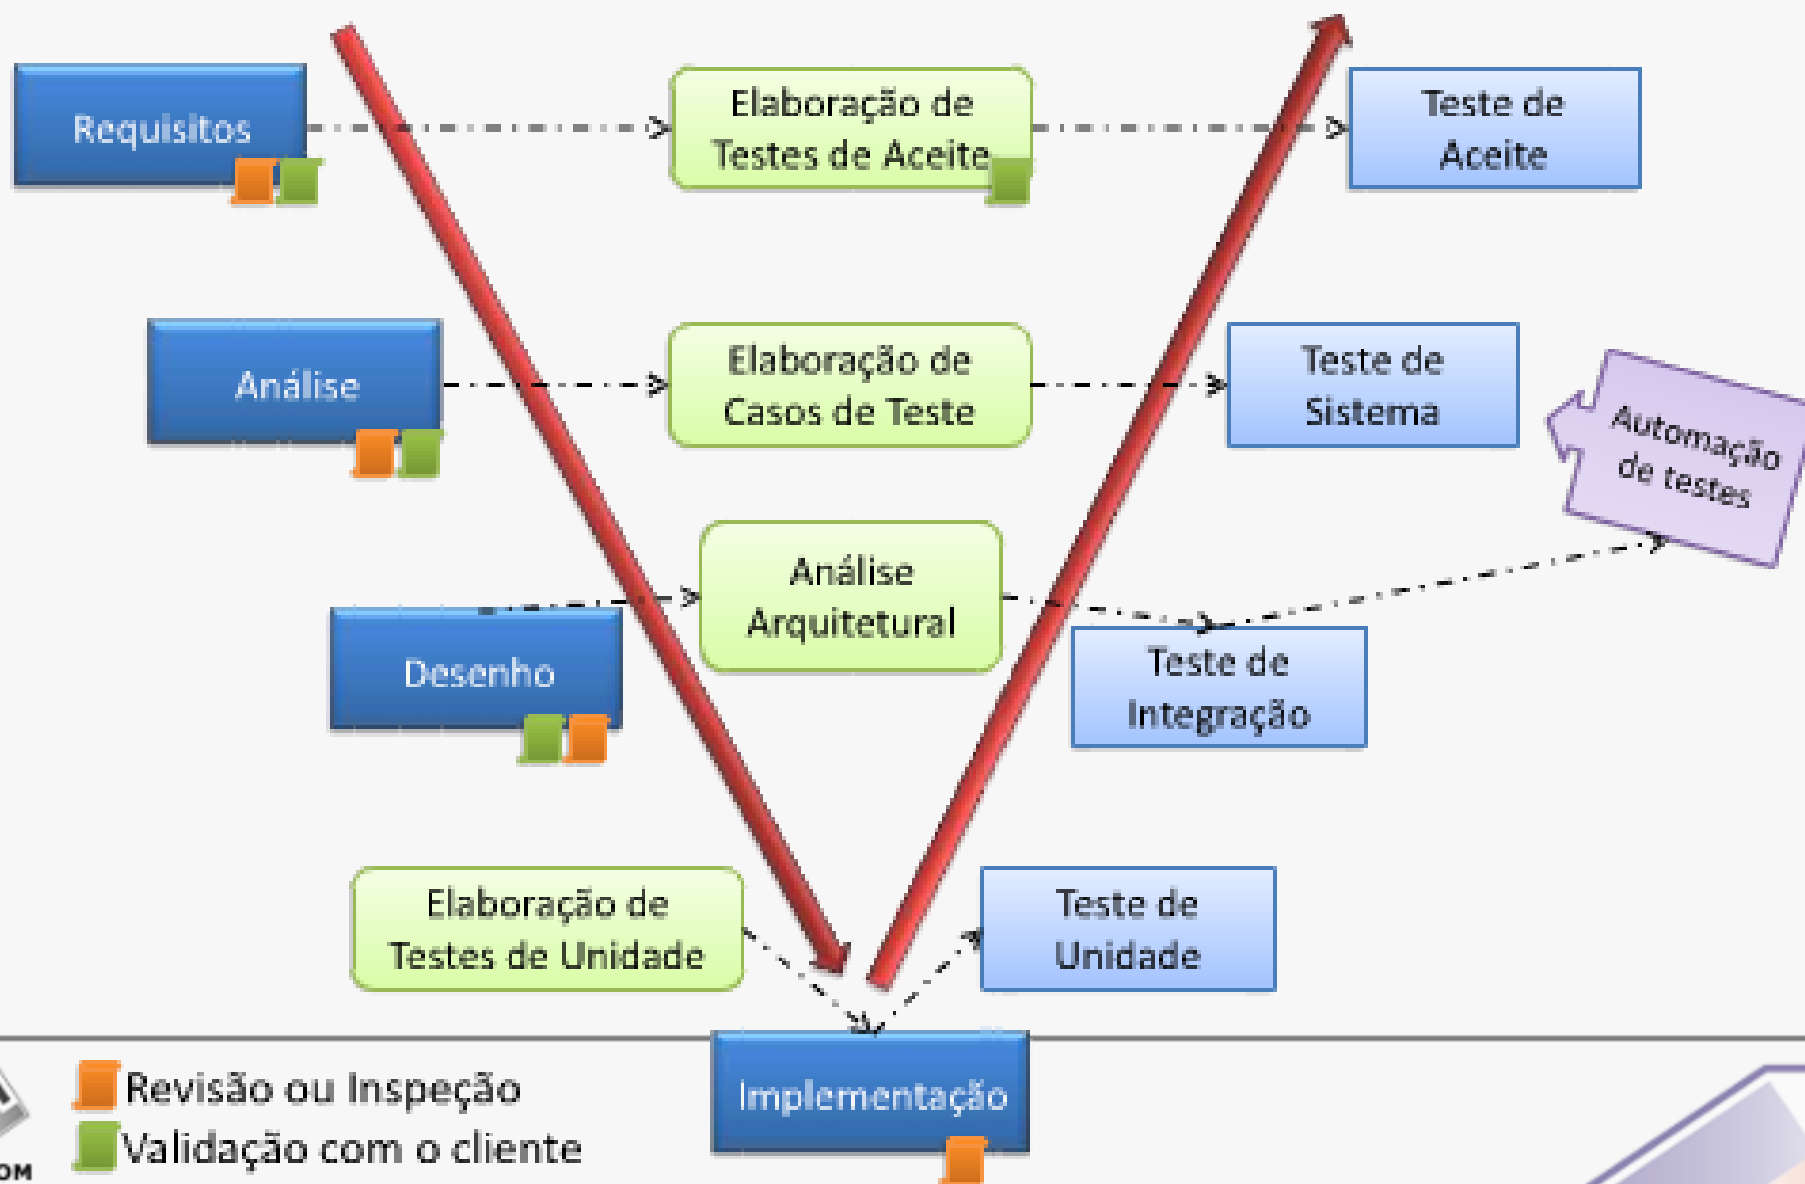 Requisitos
Elaboração de
Testes de Aceite
Teste de
Aceite
Análise
Elaboração de
Casos de Teste
Teste de
Sistema
Automação
de testes
Análise
Arquitetural
Desenho
Teste de
Integração
Elaboração de
Testes de Unidade
Teste de
Unidade
Implementação
Revisão ou Inspeção
Validação com o cliente
OM